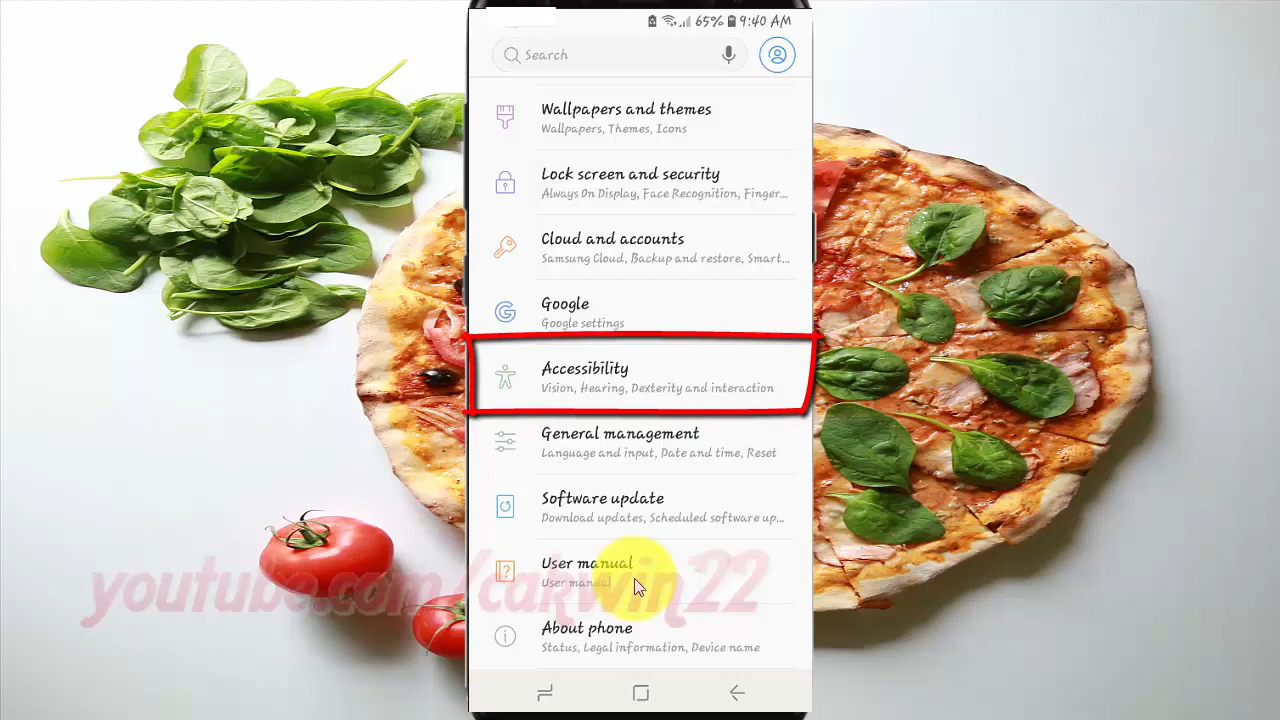 65% 9:40 AM
Search
Wallpapers and themes
Wallpapers, Themes, Icons
Lock screen and security
Always On Display, Face Recognition, Finger...
Cloud and accounts
Samsung Cloud, Backup and restore, Smart...
Google
Google settings
Accessibility
Vision, Hearing, Dexterity and interaction
General management
Language and input, Date and time, Reset
Software update
Download updates, Scheduled software up...
User manual
User manual
youtube.com/cakwin22
About phone
Status, Legal information, Device name